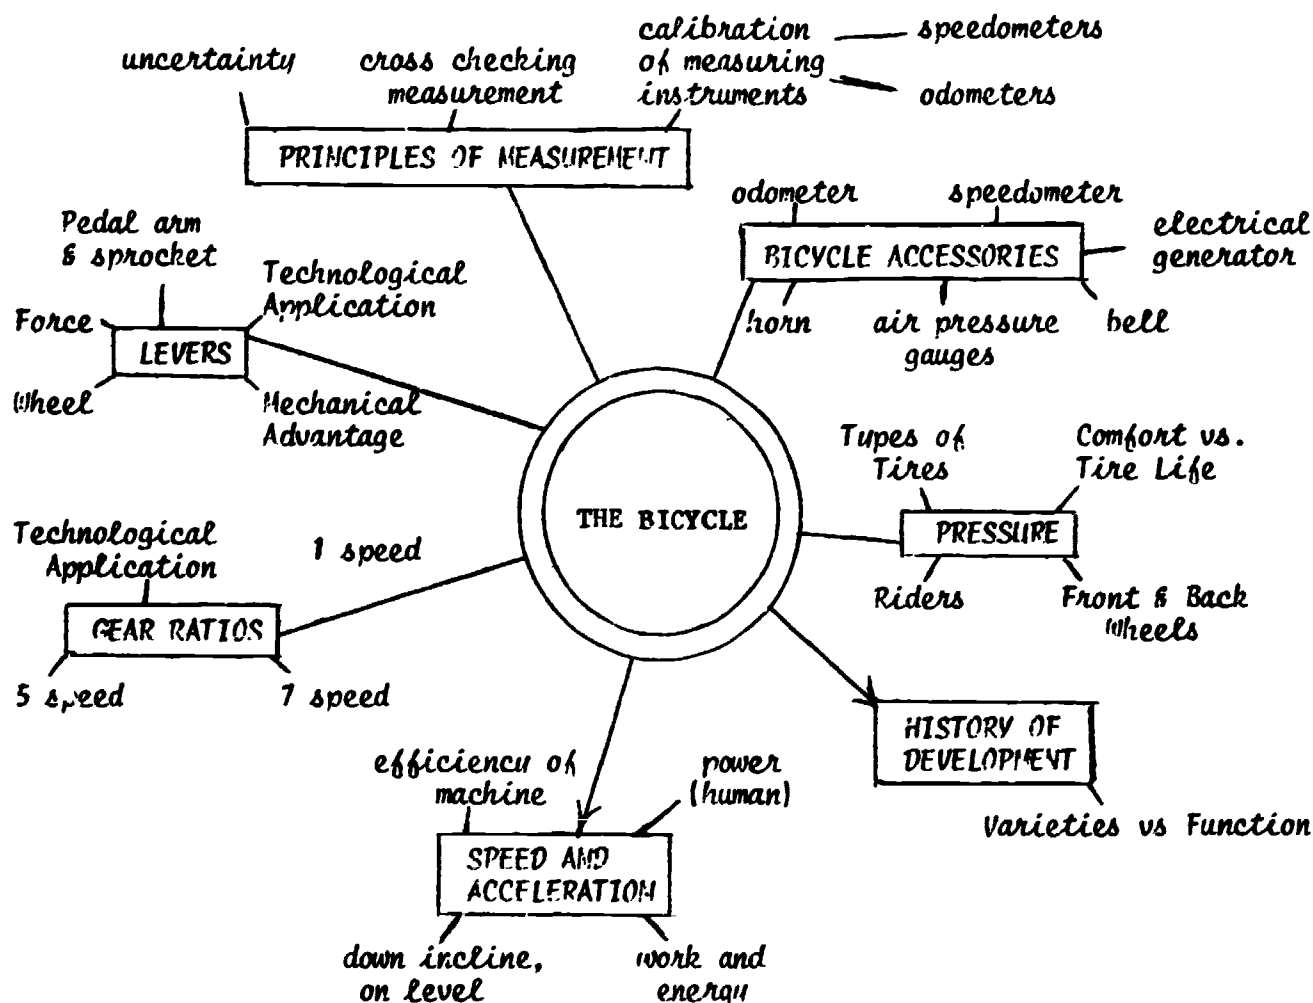 calibration
of measuring
instruments
speedometers
odometers
uncertainty
cross checking
measurement
PRINCIPLES OF MEASUREMENT
odometer
speedometer
electrical
generator
BICYCLE ACCESSORIES
horn
air pressure
gauges
bell
Pedal arm
& sprocket
Technological
Application
Force
LEVERS
Wheel
Mechanical
Advantage
Types of
Tires
Comfort vs.
Tire Life
PRESSURE
Riders
Front & Back
Wheels
THE BICYCLE
Technological
Application
1 speed
GEAR RATIOS
5 speed
7 speed
HISTORY OF
DEVELOPMENT
Varieties vs Function
efficiency of
machine
power
(human)
SPEED AND
ACCELERATION
down incline,
on level
work and
energy